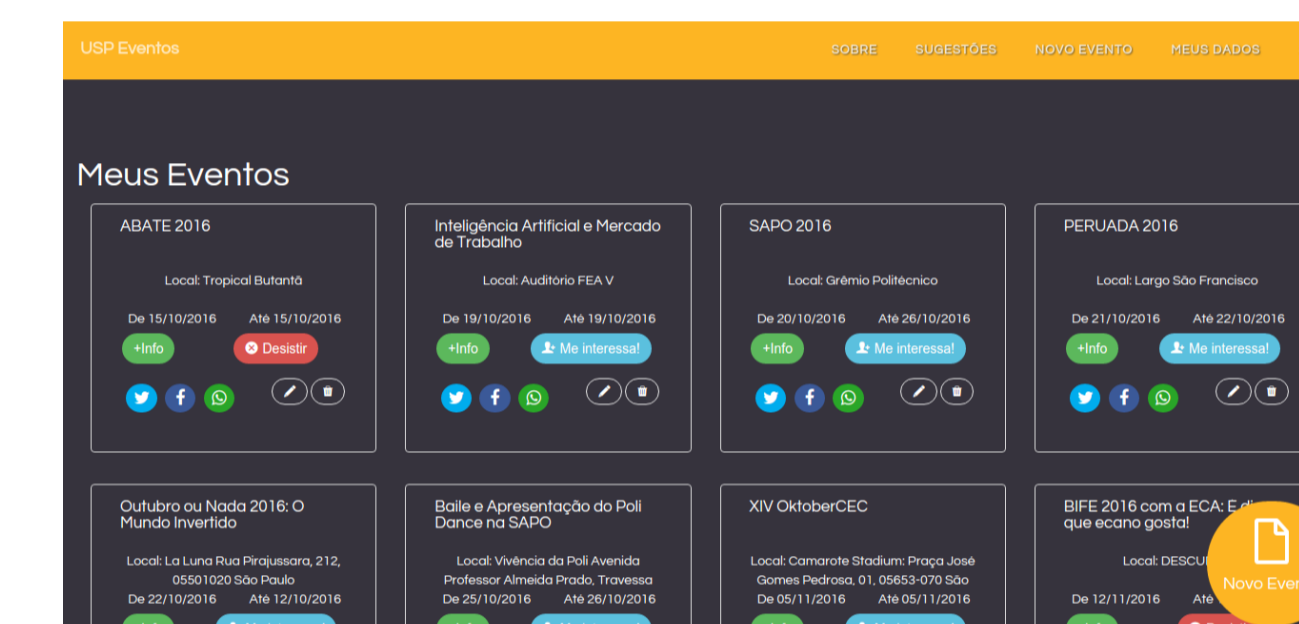 USP Eventos
SOBRE SUGESTÕES NOVO EVENTO MEUS DADOS
Meus Eventos
ABATE 2016
Local: Tropical Butantã
De 15/10/2016 Até 15/10/2016
+Info Desistir
Inteligência Artificial e Mercado
de Trabalho
Local: Auditório FEA V
De 19/10/2016 Até 19/10/2016
+Info Me interessa!
SAPO 2016
Local: Grêmio Politécnico
De 20/10/2016 Até 26/10/2016
+Info Me interessa!
PERUADA 2016
Local: Largo São Francisco
De 21/10/2016 Até 22/10/2016
+Info Me interessa!
Outubro ou Nada 2016: O
Mundo Invertido
Local: La Luna Rua Pirajussara, 212,
05501020 São Paulo
De 22/10/2016 Até 12/10/2016
Baile e Apresentação do Poli
Dance na SAPO
Local: Vivência da Poli Avenida
Professor Almeida Prado, Travessa
De 25/10/2016 Até 26/10/2016
XIV OktoberCEC
Local: Camarote Stadium: Praça José
Gomes Pedrosa, 01, 05653-070 São
De 05/11/2016 Até 05/11/2016
BIFE 2016 com a ECA: E
que ecano gosta!
Local:
De 12/11/2016 Até
Novo